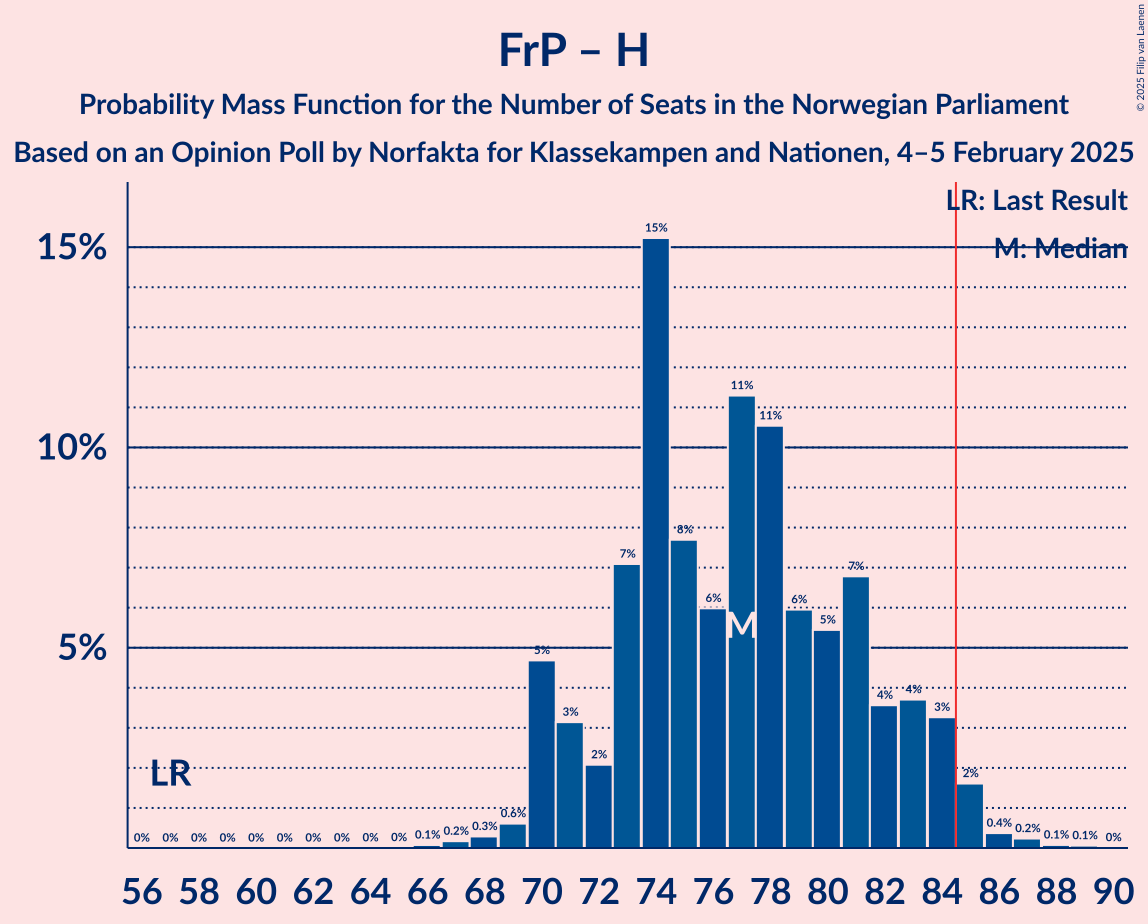 FrP – H
Probability Mass Function for the Number of Seats in the Norwegian Parliament
Based on an Opinion Poll by Norfakta for Klassekampen and Nationen, 4–5 February 2025
© 2025 Filip van Laenen
LR: Last Result
M: Median
15%
10%
5%
0% 0% 0% 0% 0% 0% 0% 0% 0% 0% 0.1% 0.2% 0.3% 0.6% 5% 3% 2% 7% 15% 8% 6% 11% 11% 6% 5% 7% 4% 4% 3% 2% 0.4% 0.2% 0.1% 0.1% 0%
M
LR
56 58 60 62 64 66 68 70 72 74 76 78 80 82 84 86 88 90